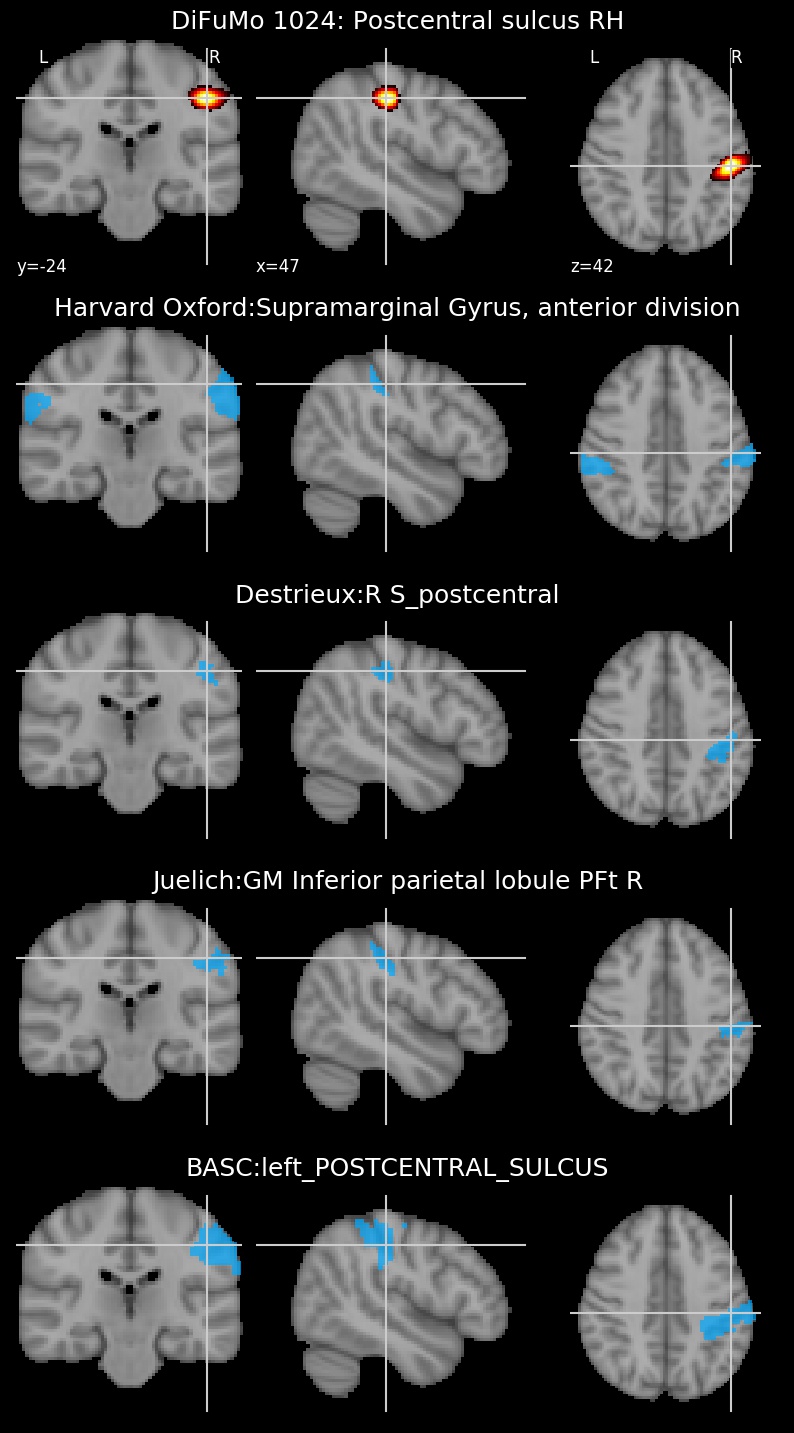 DiFuMo 1024: Postcentral sulcus RH
L R L R
y=-24 x=47 z=42
Harvard Oxford:Supramarginal Gyrus, anterior division
Destrieux:R S_postcentral
Juelich:GM Inferior parietal lobule PFt R
BASC:left_POSTCENTRAL_SULCUS